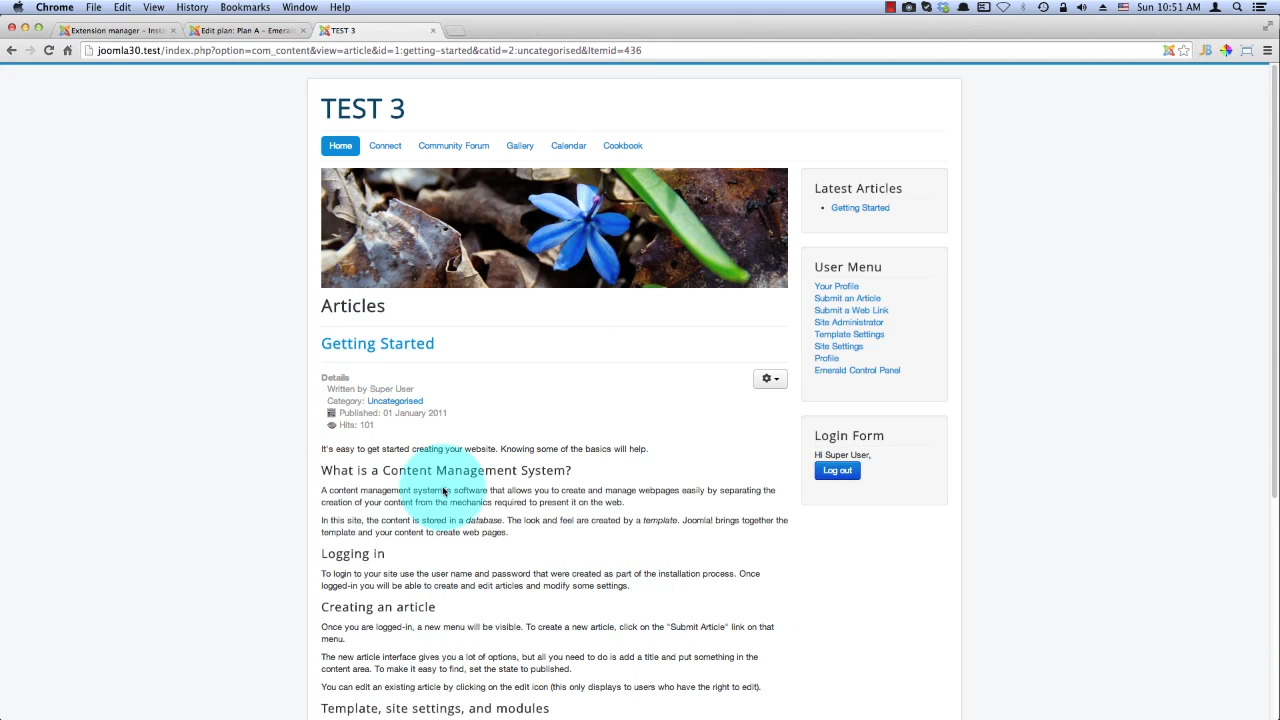 Chrome File Edit View History Bookmarks Window Help Sun 10:51 AM
Extension manager – Insta Edit plan: Plan A – Emeral TEST 3
joomla30.test/index.php?option=com_content&view=article&id=1:getting-started&catid=2:uncategorised&Itemid=436
TEST 3
Home Connect Community Forum Gallery Calendar Cookbook
Articles
Getting Started
Details
Written by Super User
Category: Uncategorised
Published: 01 January 2011
Hits: 101
It's easy to get started creating your website. Knowing some of the basics will help.
What is a Content Management System?
A content management system is software that allows you to create and manage webpages easily by separating the
creation of your content from the mechanics required to present it on the web.
In this site, the content is stored in a database. The look and feel are created by a template. Joomla! brings together the
template and your content to create web pages.
Logging in
To login to your site use the user name and password that were created as part of the installation process. Once
logged-in you will be able to create and edit articles and modify some settings.
Creating an article
Once you are logged-in, a new menu will be visible. To create a new article, click on the "Submit Article" link on that
menu.
The new article interface gives you a lot of options, but all you need to do is add a title and put something in the
content area. To make it easy to find, set the state to published.
You can edit an existing article by clicking on the edit icon (this only displays to users who have the right to edit).
Template, site settings, and modules
Latest Articles
Getting Started
User Menu
Your Profile
Submit an Article
Submit a Web Link
Site Administrator
Template Settings
Site Settings
Profile
Emerald Control Panel
Login Form
Hi Super User,
Log out